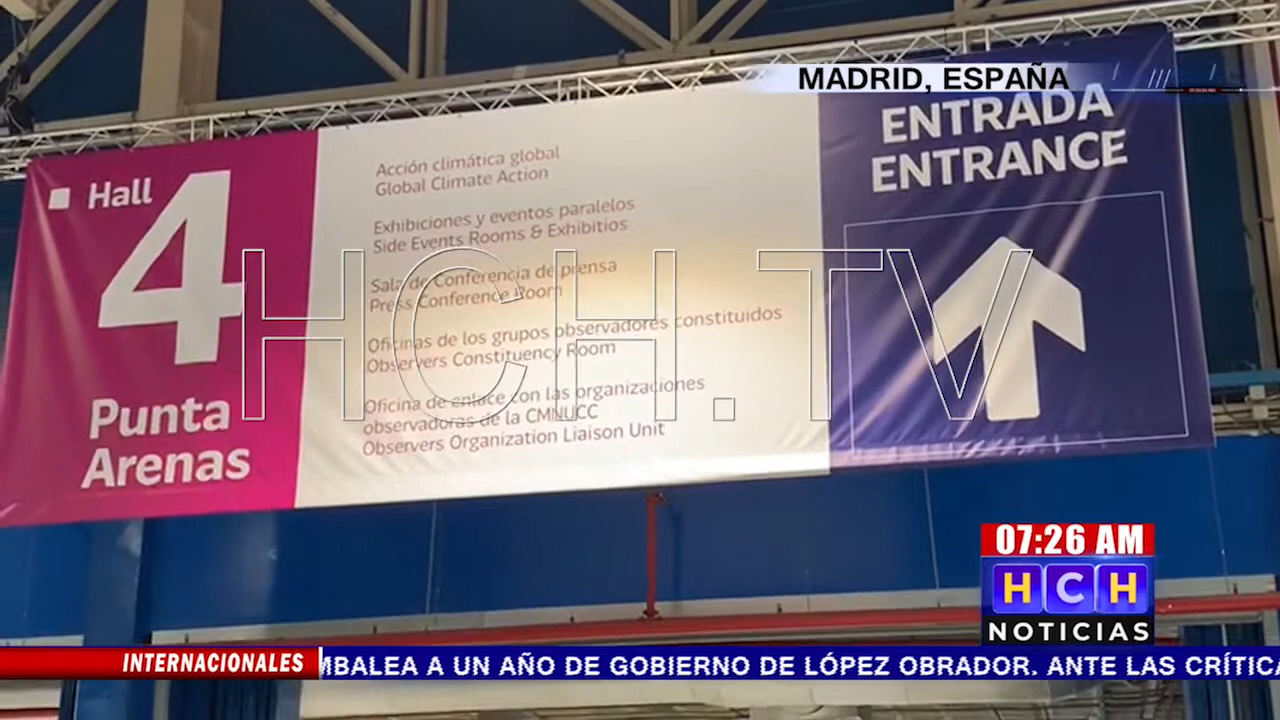 MADRID, ESPAÑA
Hall
4
Punta
Arenas
Acción climática global
Global Climate Action
Exhibiciones y eventos paralelos
Side Events Rooms & Exhibitios
Sala de Conferencia de prensa
Press Conference Room
Oficinas de los grupos observadores constituidos
Observers Constituency Room
Oficina de enlace con las organizaciones
observadoras de la CMNUCC
Observers Organization Liaison Unit
ENTRADA
ENTRANCE
HCH.TV
07:26 AM
HCH
NOTICIAS
INTERNACIONALES
MBALEA A UN AÑO DE GOBIERNO DE LÓPEZ OBRADOR. ANTE LAS CRÍTICA